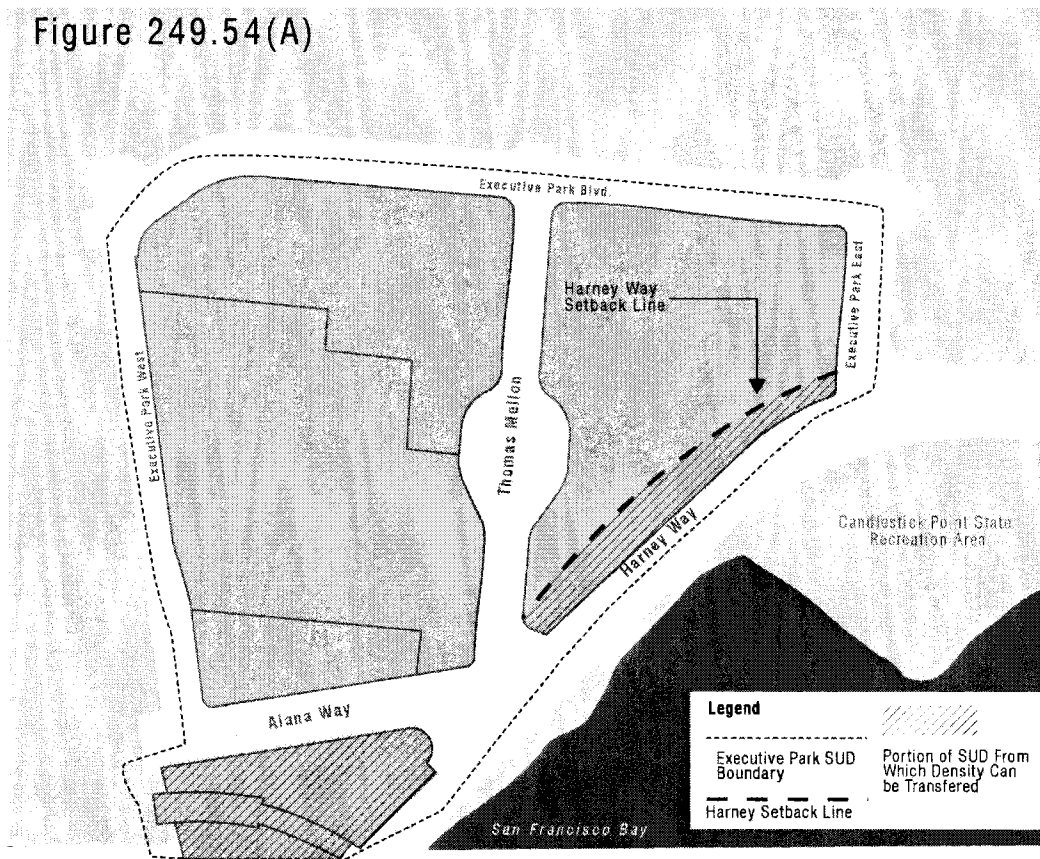 Figure 249.54(A)
Executive Park Blvd.
Harney Way
Setback Line
Executive Park East
Executive Park West
Thomas Mellon
Harney Way
Candlestick Point State
Recreation Area
Alana Way
San Francisco Bay
Legend
Executive Park SUD
Boundary
Harney Setback Line
Portion of SUD From
Which Density Can
be Transfered